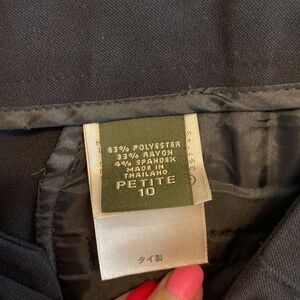 63% POLYESTER
33% RAYON
4% SPANDEX
MADE IN
THAILAND
PETITE
10
タイ製